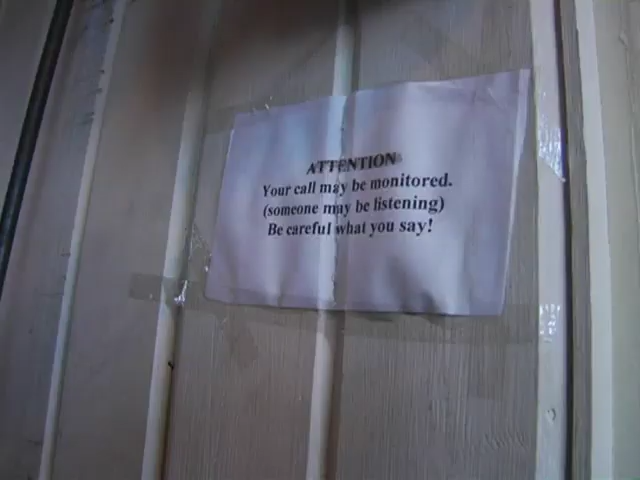 ATTENTION
Your call may be monitored.
(someone may be listening)
Be careful what you say!